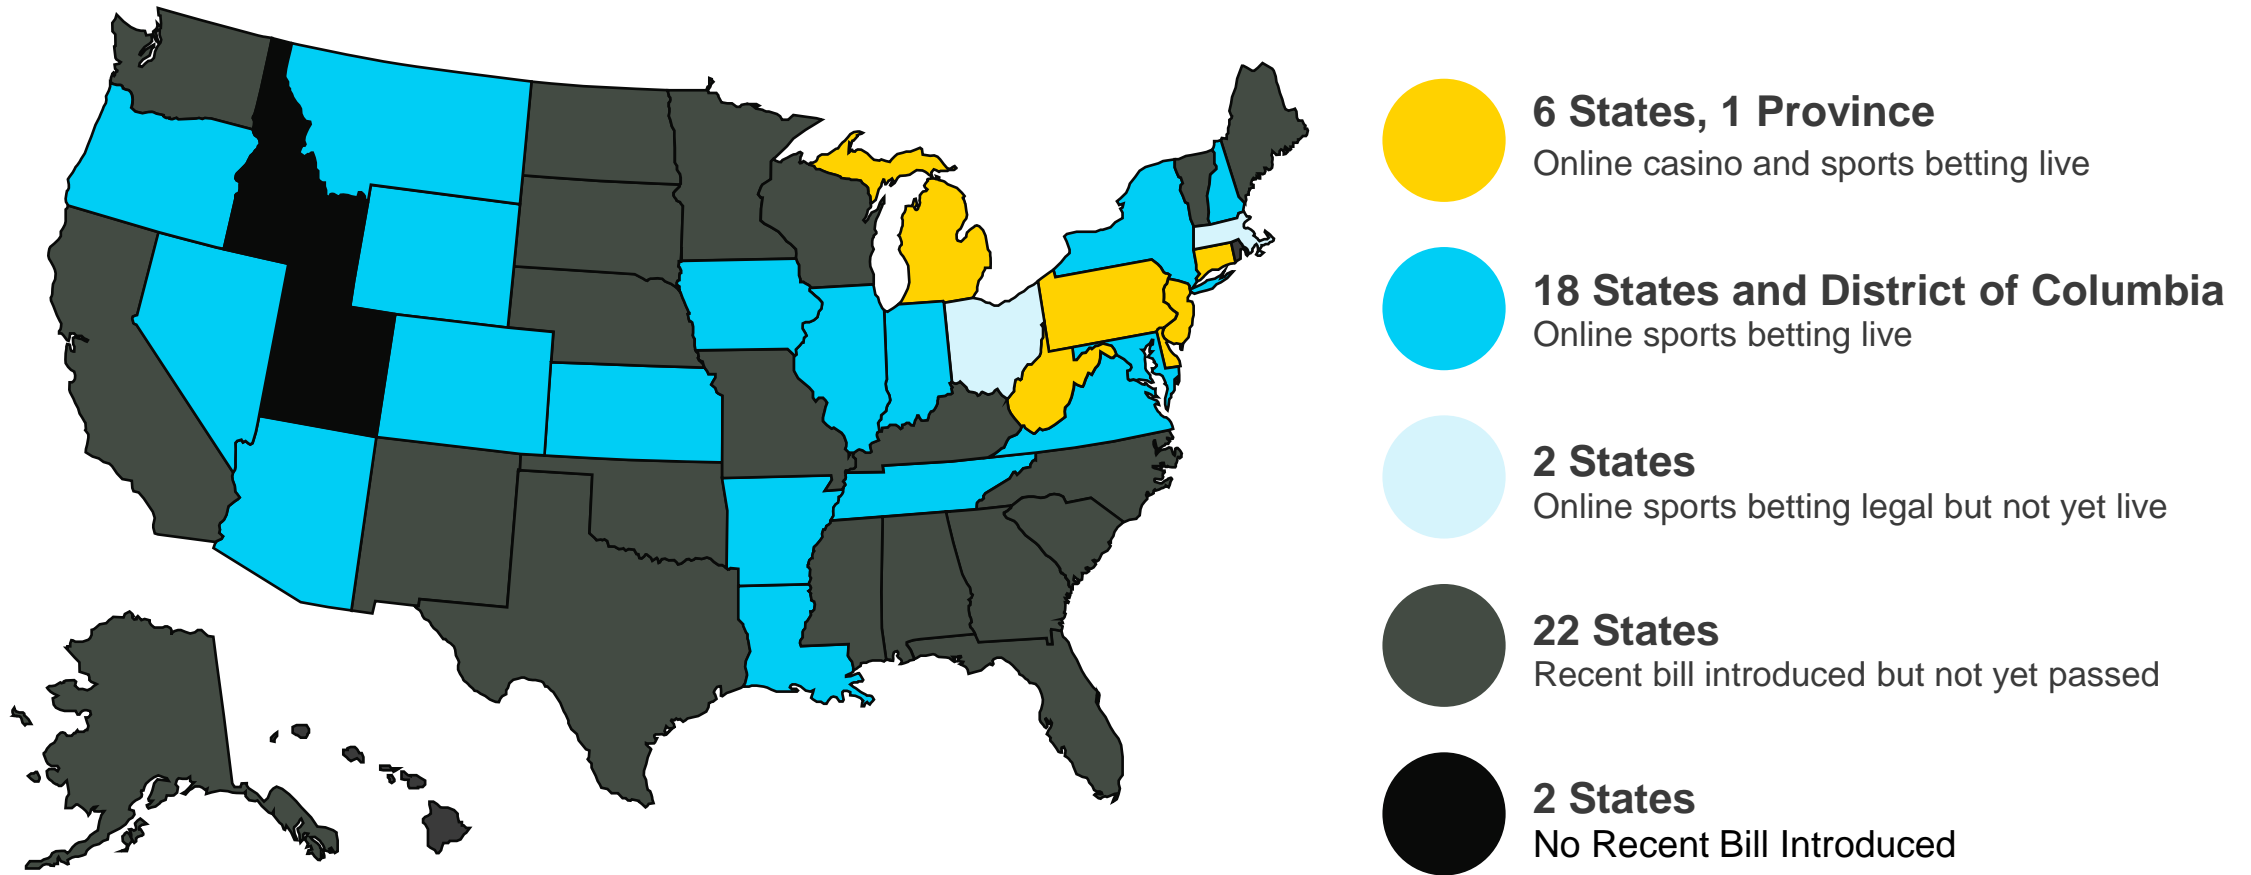 6 States, 1 Province
Online casino and sports betting live
18 States and District of Columbia
Online sports betting live
2 States
Online sports betting legal but not yet live
22 States
Recent bill introduced but not yet passed
2 States
No Recent Bill Introduced